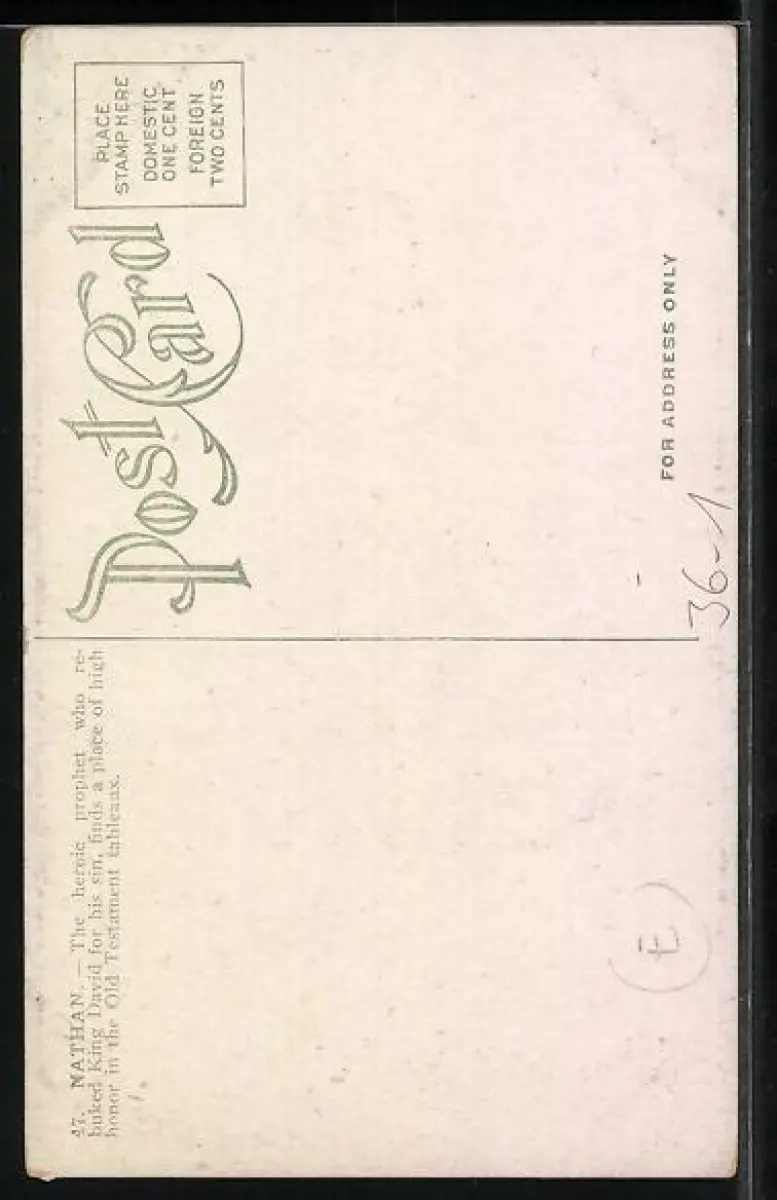 47. NATHAN. — The heroic prophet who re-
buked King David for his sin, finds a place of high
honor in the Old Testament tableaux.
Post Card
PLACE
STAMP HERE
DOMESTIC
ONE CENT
FOREIGN
TWO CENTS
FOR ADDRESS ONLY
36-1
E